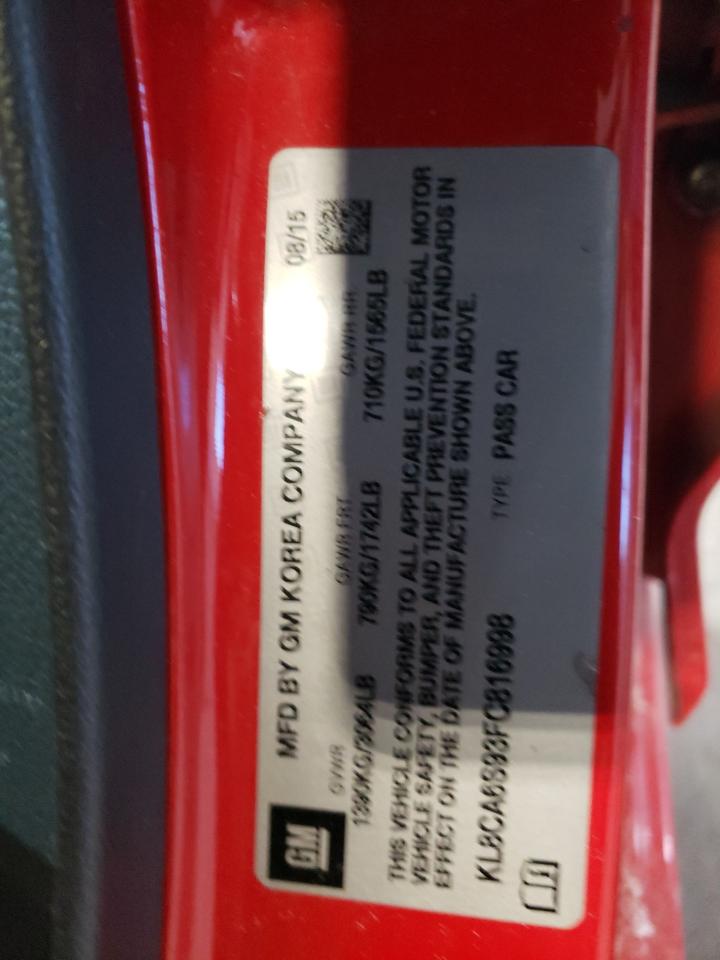 GM
MFD BY GM KOREA COMPANY 08/15
GVWR GAWR FRT GAWR RR
1390KG/3064LB 790KG/1742LB 710KG/1565LB
THIS VEHICLE CONFORMS TO ALL APPLICABLE U.S. FEDERAL MOTOR
VEHICLE SAFETY, BUMPER, AND THEFT PREVENTION STANDARDS IN
EFFECT ON THE DATE OF MANUFACTURE SHOWN ABOVE.
KL8CA6S93FC816998 TYPE: PASS CAR